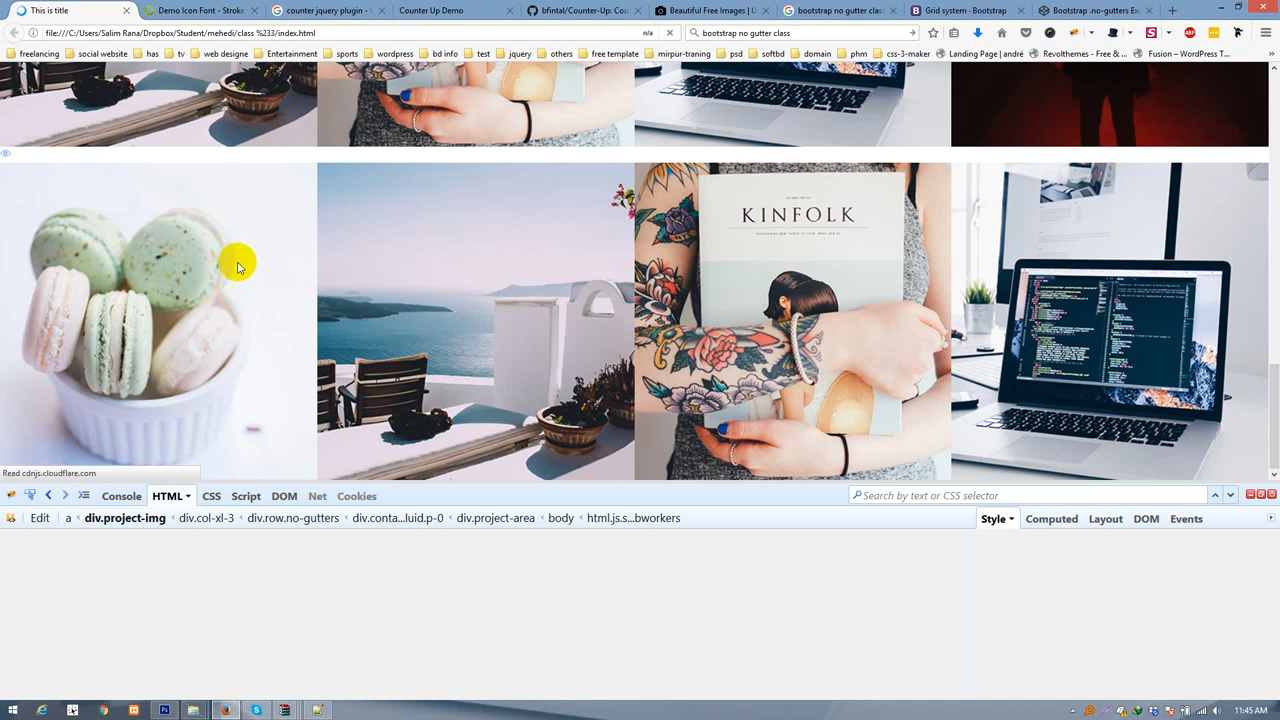 This is title
Demo Icon Font - Stroke
counter jquery plugin -
Counter Up Demo
bfintal/Counter-Up: Cou
Beautiful Free Images | U
bootstrap no gutter class
Grid system · Bootstrap
Bootstrap .no-gutters Ex
file:///C:/Users/Salim Rana/Dropbox/Student/mehedi/class %233/index.html
n/a
bootstrap no gutter class
freelancing
social website
has
tv
web designe
Entertainment
sports
wordpress
bd info
test
jquery
others
free template
mirpur-traning
psd
softbd
domain
phm
css-3-maker
Landing Page | andré
Revolthemes - Free & ...
Fusion – WordPress T...
KINFOLK
Read cdnjs.cloudflare.com
Console
HTML
CSS
Script
DOM
Net
Cookies
Search by text or CSS selector
Edit
a
div.project-img
div.col-xl-3
div.row.no-gutters
div.conta...luid.p-0
div.project-area
body
html.js.s...bworkers
Style
Computed
Layout
DOM
Events
11:45 AM